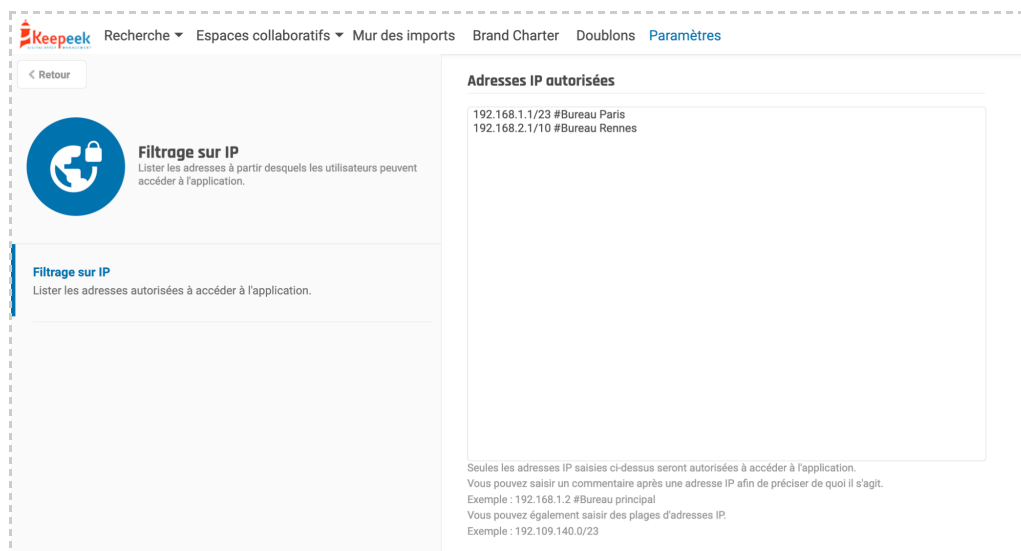 Keepeek
Recherche Espaces collaboratifs Mur des imports Brand Charter Doublons Paramètres
< Retour
Filtrage sur IP
Lister les adresses à partir desquels les utilisateurs peuvent
accéder à l'application.
Filtrage sur IP
Lister les adresses autorisées à accéder à l'application.
Adresses IP autorisées
192.168.1.1/23 #Bureau Paris
192.168.2.1/10 #Bureau Rennes
Seules les adresses IP saisies ci-dessus seront autorisées à accéder à l'application.
Vous pouvez saisir un commentaire après une adresse IP afin de préciser de quoi il s'agit.
Exemple : 192.168.1.2 #Bureau principal
Vous pouvez également saisir des plages d'adresses IP.
Exemple : 192.109.140.0/23